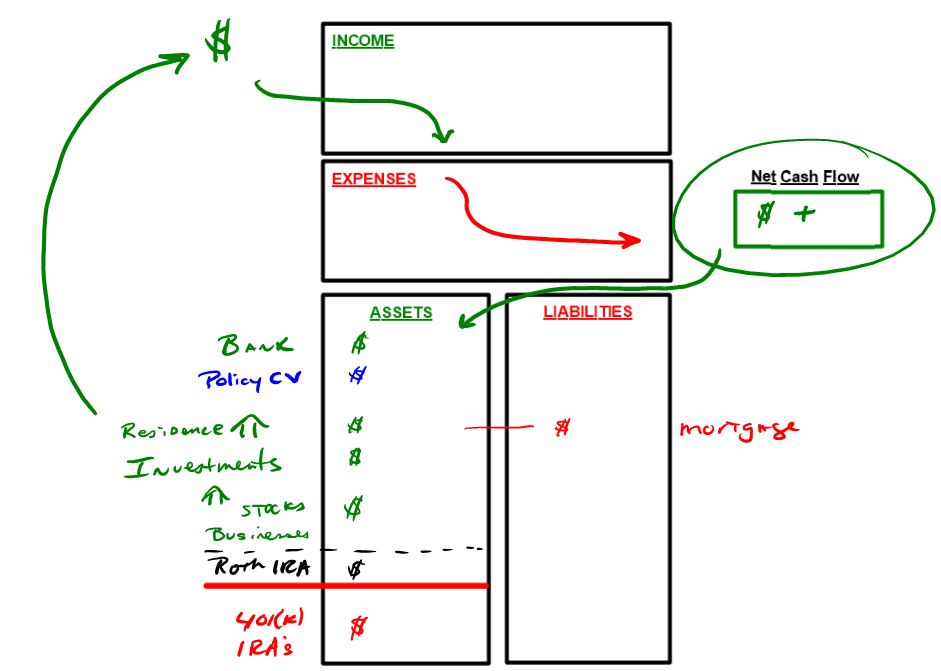 $
INCOME
EXPENSES
Net Cash Flow
$ +
ASSETS
LIABILITIES
BANK $
Policy CV $
Residence $ $ mortgage
Investments $
STOCKS $
Businesses
Roth IRA $
401(k) $
IRA's